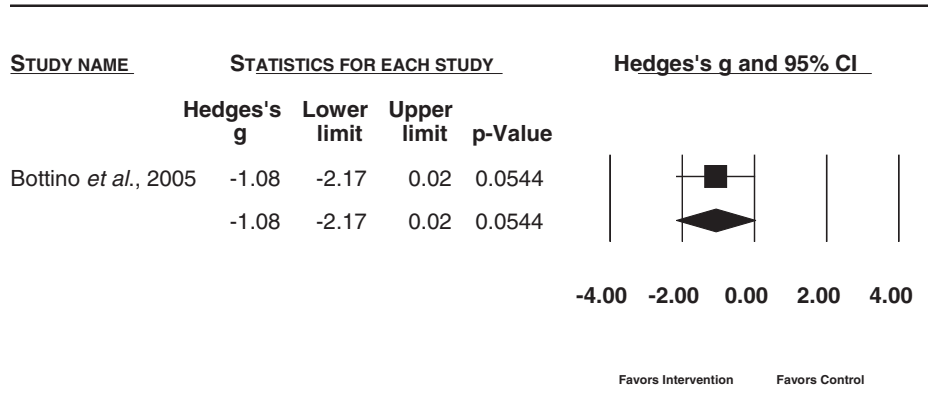 STUDY NAME STATISTICS FOR EACH STUDY Hedges's g and 95% CI
Hedges's Lower Upper
g limit limit p-Value
Bottino et al., 2005 -1.08 -2.17 0.02 0.0544
-1.08 -2.17 0.02 0.0544
-4.00 -2.00 0.00 2.00 4.00
Favors Intervention Favors Control